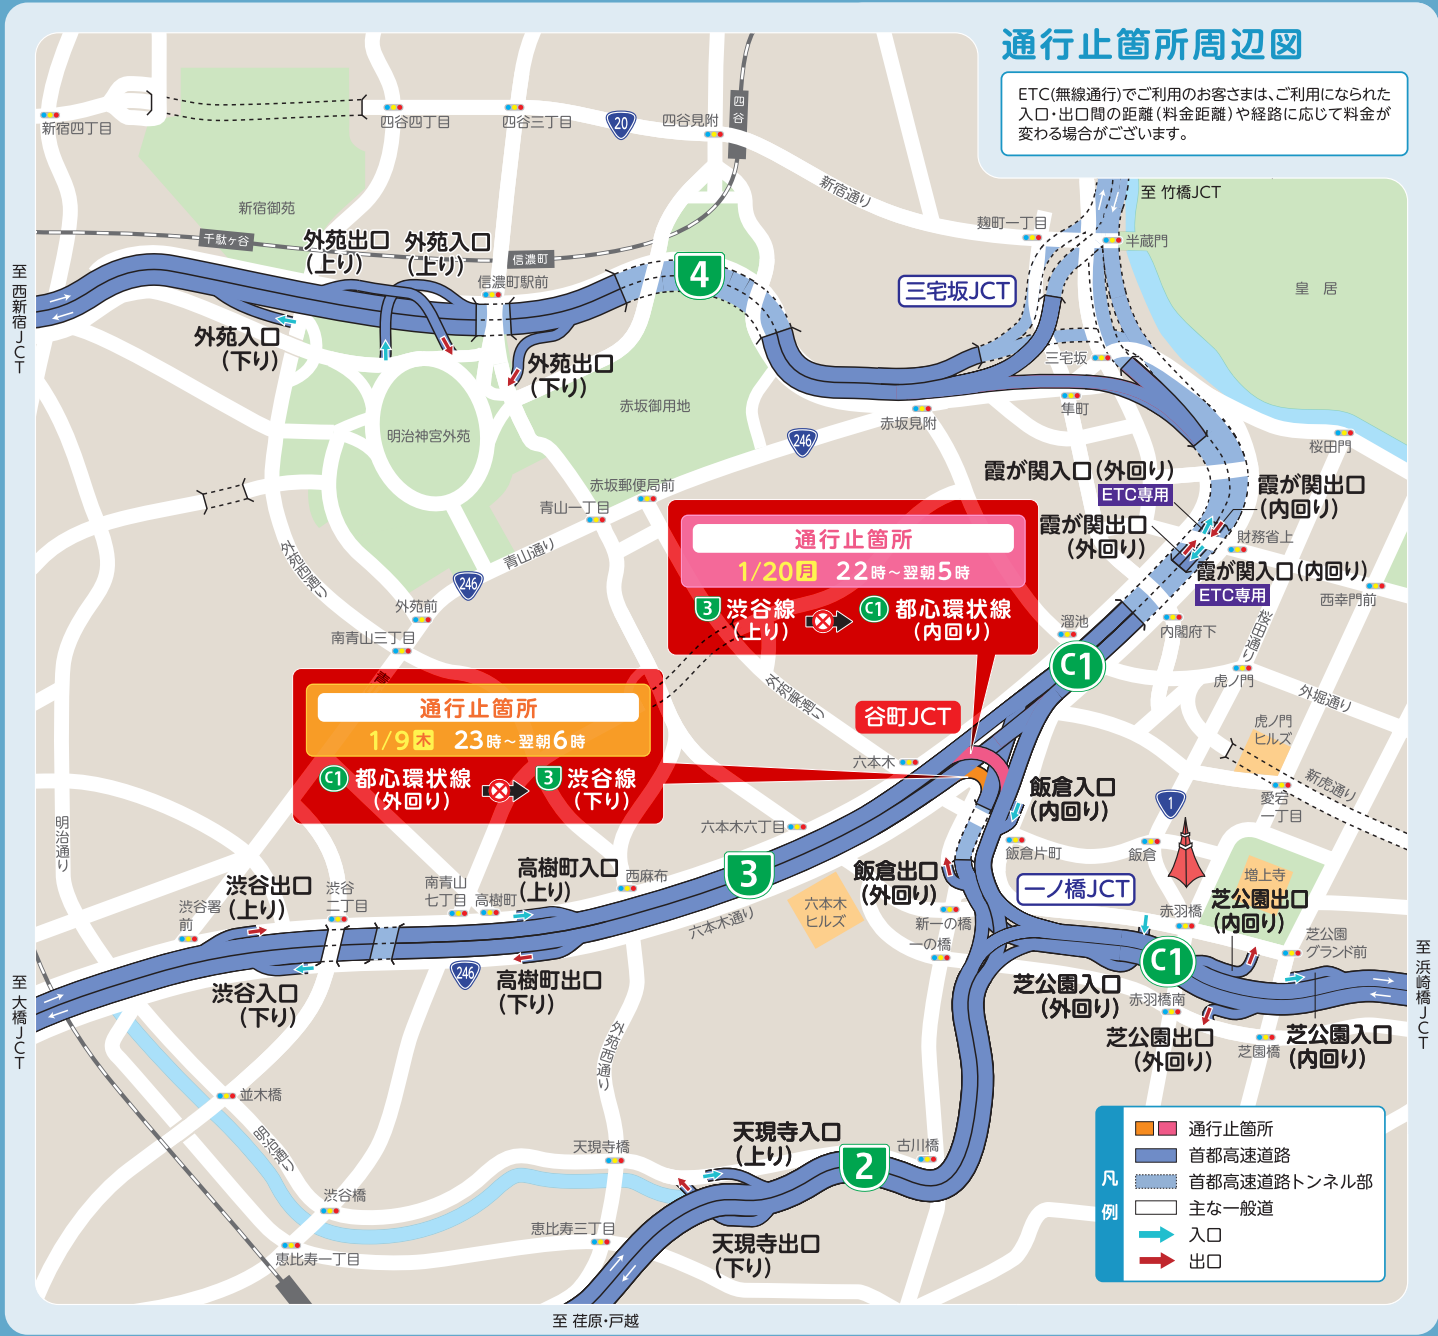 通行止箇所周辺図
ETC(無線通行)でご利用のお客さまは、ご利用になられた
入口・出口間の距離(料金距離)や経路に応じて料金が
変わる場合がございます。
至 竹橋JCT
新宿四丁目
四谷四丁目
四谷三丁目
20
四谷見附
四谷
新宿通り
麹町一丁目
半蔵門
新宿御苑
千駄ヶ谷
外苑出口
(上り)
外苑入口
(上り)
信濃町
信濃町駅前
4
三宅坂JCT
皇 居
至 西新宿JCT
外苑入口
(下り)
外苑出口
(下り)
三宅坂
赤坂御用地
隼町
赤坂見附
明治神宮外苑
246
桜田門
霞が関入口(外回り)
ETC専用
霞が関出口
(内回り)
赤坂郵便局前
青山一丁目
霞が関出口
(外回り)
財務省上
外苑西通り
青山通り
246
霞が関入口(内回り)
ETC専用
西幸門前
外苑前
南青山三丁目
溜池
内閣府下
桜田通り
虎ノ門
外堀通り
通行止箇所
1/20月 22時~翌朝5時
3 渋谷線
(上り)
C1 都心環状線
(内回り)
C1
通行止箇所
1/9木 23時~翌朝6時
C1 都心環状線
(外回り)
3 渋谷線
(下り)
外苑東通り
谷町JCT
虎ノ門
ヒルズ
新虎通り
六本木
飯倉入口
(内回り)
1
愛宕
一丁目
明治通り
六本木六丁目
飯倉片町
飯倉
飯倉出口
(外回り)
一ノ橋JCT
増上寺
3
高樹町入口
(上り)
西麻布
六本木
ヒルズ
渋谷出口
(上り)
渋谷
二丁目
南青山
七丁目
高樹町
渋谷署
前
六本木通り
新一の橋
一の橋
赤羽橋
芝公園出口
(内回り)
芝公園
グランド前
C1
246
高樹町出口
(下り)
渋谷入口
(下り)
至 大橋JCT
至 浜崎橋JCT
芝公園入口
(外回り)
赤羽橋南
芝公園出口
(外回り)
芝園橋
芝公園入口
(内回り)
外苑西通り
並木橋
明治通り
天現寺橋
天現寺入口
(上り)
2
古川橋
渋谷橋
恵比寿一丁目
恵比寿三丁目
天現寺出口
(下り)
凡例
通行止箇所
首都高速道路
首都高速道路トンネル部
主な一般道
入口
出口
至 荏原・戸越